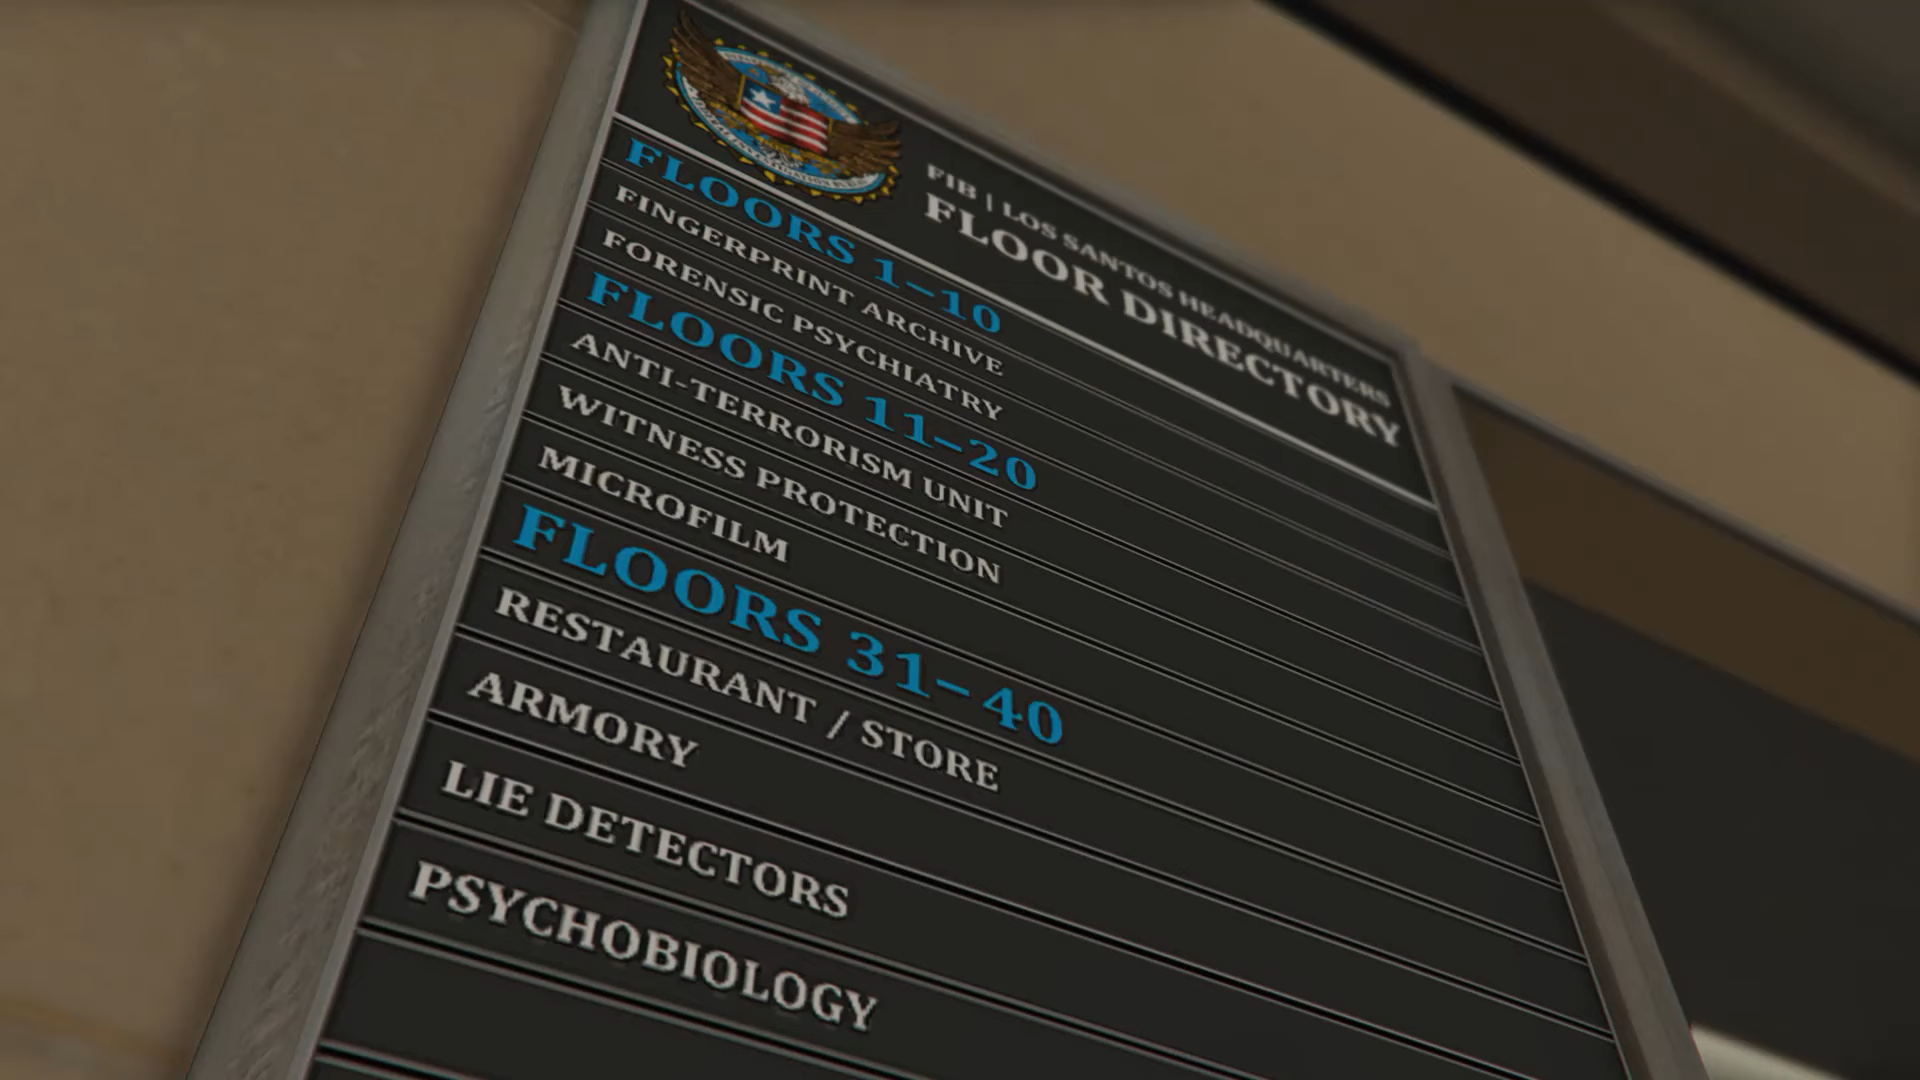 FIB | LOS SANTOS HEADQUARTERS
FLOOR DIRECTORY
FLOORS 1–10
FINGERPRINT ARCHIVE
FORENSIC PSYCHIATRY
FLOORS 11–20
ANTI-TERRORISM UNIT
WITNESS PROTECTION
MICROFILM
FLOORS 31–40
RESTAURANT / STORE
ARMORY
LIE DETECTORS
PSYCHOBIOLOGY